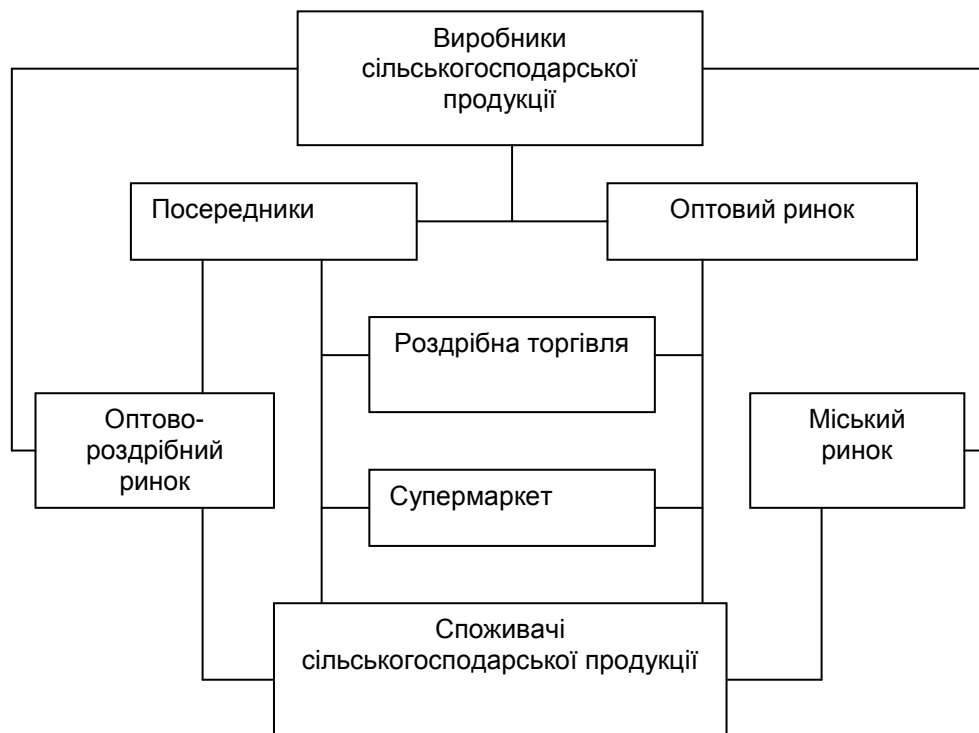 Виробники
сільськогосподарської
продукції
Посередники
Оптовий ринок
Роздрібна торгівля
Оптово-
роздрібний
ринок
Міський
ринок
Супермаркет
Споживачі
сільськогосподарської продукції